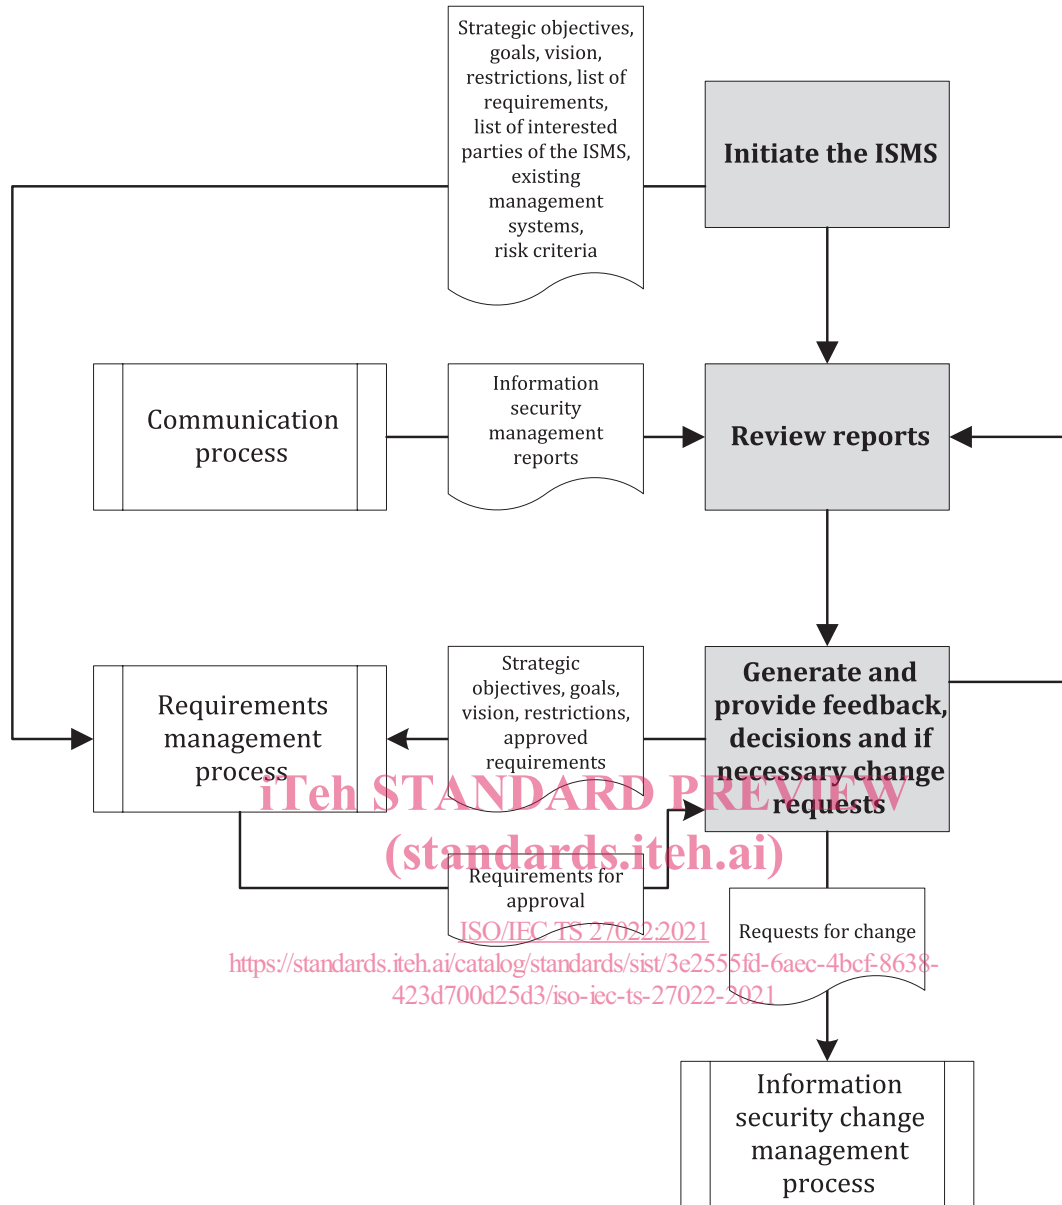 Strategic objectives,
goals, vision,
restrictions, list of
requirements,
list of interested
parties of the ISMS,
existing
management
systems,
risk criteria
Initiate the ISMS
Communication
process
Information
security
management
reports
Review reports
Requirements
management
process
Strategic
objectives, goals,
vision, restrictions,
approved
requirements
Generate and
provide feedback,
decisions and if
necessary change
requests
iTeh STANDARD PREVIEW
(standards.iteh.ai)
Requirements for
approval
ISO/IEC TS 27022:2021
https://standards.iteh.ai/catalog/standards/sist/3e2555fd-6aec-4bcf-8638-
423d700d25d3/iso-iec-ts-27022-2021
Requests for change
Information
security change
management
process